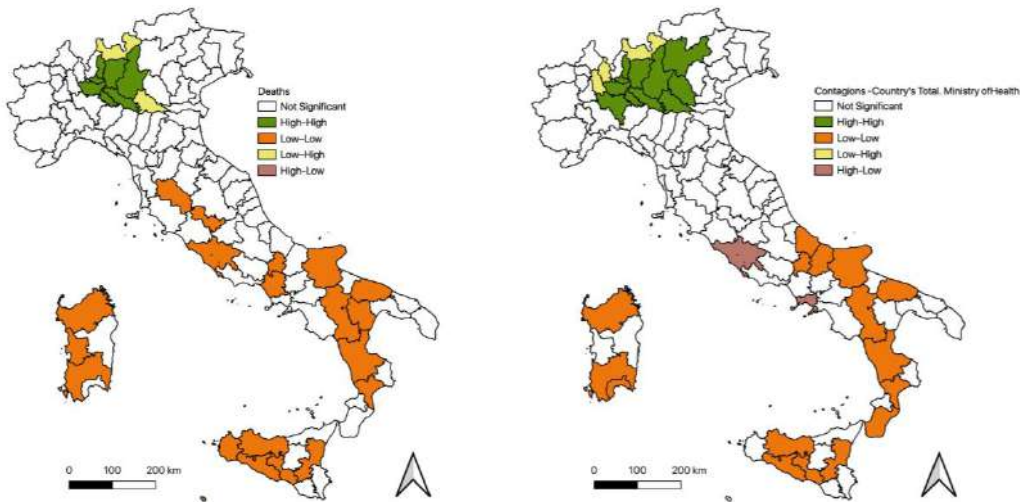 Deaths
Not Significant
High-High
Low-Low
Low-High
High-Low
0 100 200 km
Contagions -Country's Total. Ministry of Health
Not Significant
High-High
Low-Low
Low-High
High-Low
0 100 200 km